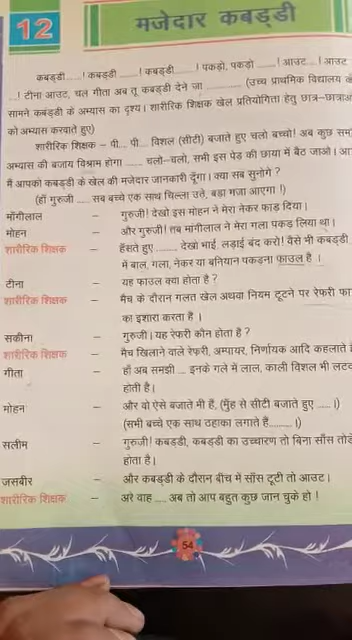 12
मजेदार कबड्डी
कबड्डी ......! कबड्डी ......! कबड्डी......! पकड़ो, पकड़ो ......! आउट....! आउट
...! टीना आउट, चल गीता अब तू कबड्डी देने जा ............ (उच्च प्राथमिक विद्यालय
सामने कबड्डी के अभ्यास का दृश्य। शारीरिक शिक्षक खेल प्रतियोगिता हेतु छात्र–छात्राओं
को अभ्यास करवाते हुए)
शारीरिक शिक्षक – पी... पी... विशल (सीटी) बजाते हुए चलो बच्चो! अब कुछ
अभ्यास की बजाय विश्राम होगा ...... चलो–चलो, सभी इस पेड़ की छाया में बैठ जाओ।
मैं आपको कबड्डी के खेल की मजेदार जानकारी दूँगा। क्या सब सुनोगे ?
(हाँ गुरुजी ..... सब बच्चे एक साथ चिल्ला उठे, बड़ा मजा आएगा !)
माँगीलाल – गुरुजी! देखो इस मोहन ने मेरा नेकर फाड़ दिया।
मोहन – और गुरुजी! तब माँगीलाल ने मेरा गला पकड़ लिया था।
शारीरिक शिक्षक – हँसते हुए ........ देखो भाई, लड़ाई बंद करो! वैसे भी कबड्डी
में बाल, गला, नेकर या बनियान पकड़ना फाउल है ।
टीना – यह फाउल क्या होता है ?
शारीरिक शिक्षक – मैच के दौरान गलत खेल अथवा नियम टूटने पर रेफरी
का इशारा करता है ।
सकीना – गुरुजी। यह रेफरी कौन होता है ?
शारीरिक शिक्षक – मैच खिलाने वाले रेफरी, अम्पायर, निर्णायक आदि कहलाते
गीता – हाँ अब समझी .... इनके गले में लाल, काली विशल भी
होती है।
मोहन – और वो ऐसे बजाते भी हैं, (मुँह से सीटी बजाते हुए .....।)
(सभी बच्चे एक साथ ठहाका लगाते हैं.........।)
सलीम – गुरुजी! कबड्डी, कबड्डी का उच्चारण तो बिना साँस तोड़े
होता है।
जसबीर – और कबड्डी के दौरान बीच में साँस टूटी तो आउट।
शारीरिक शिक्षक – अरे वाह .... अब तो आप बहुत कुछ जान चुके हो !
54